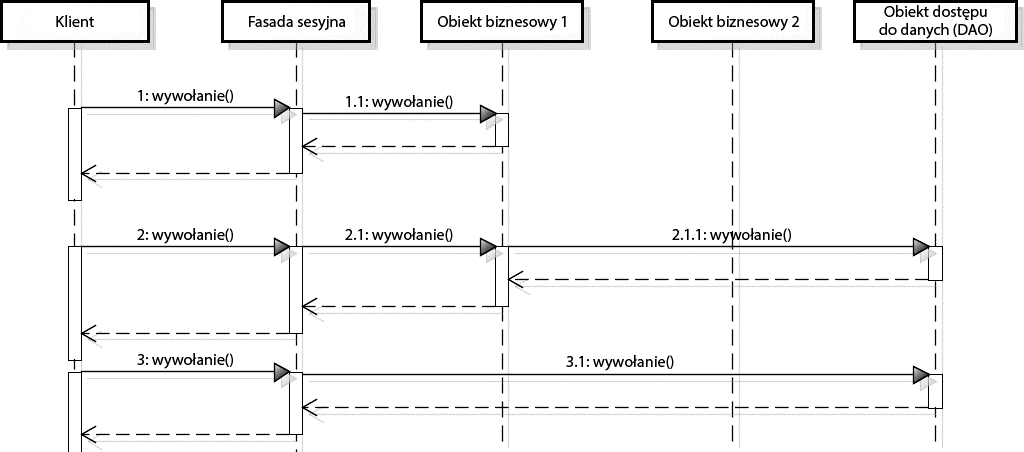 Klient
Fasada sesyjna
Obiekt biznesowy 1
Obiekt biznesowy 2
Obiekt dostępu
do danych (DAO)
1: wywołanie()
1.1: wywołanie()
2: wywołanie()
2.1: wywołanie()
2.1.1: wywołanie()
3: wywołanie()
3.1: wywołanie()